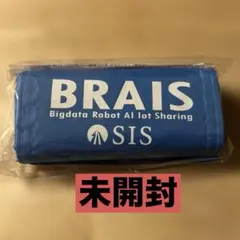 BRAIS
Bigdata Robot AI Iot Sharing
SIS
未開封